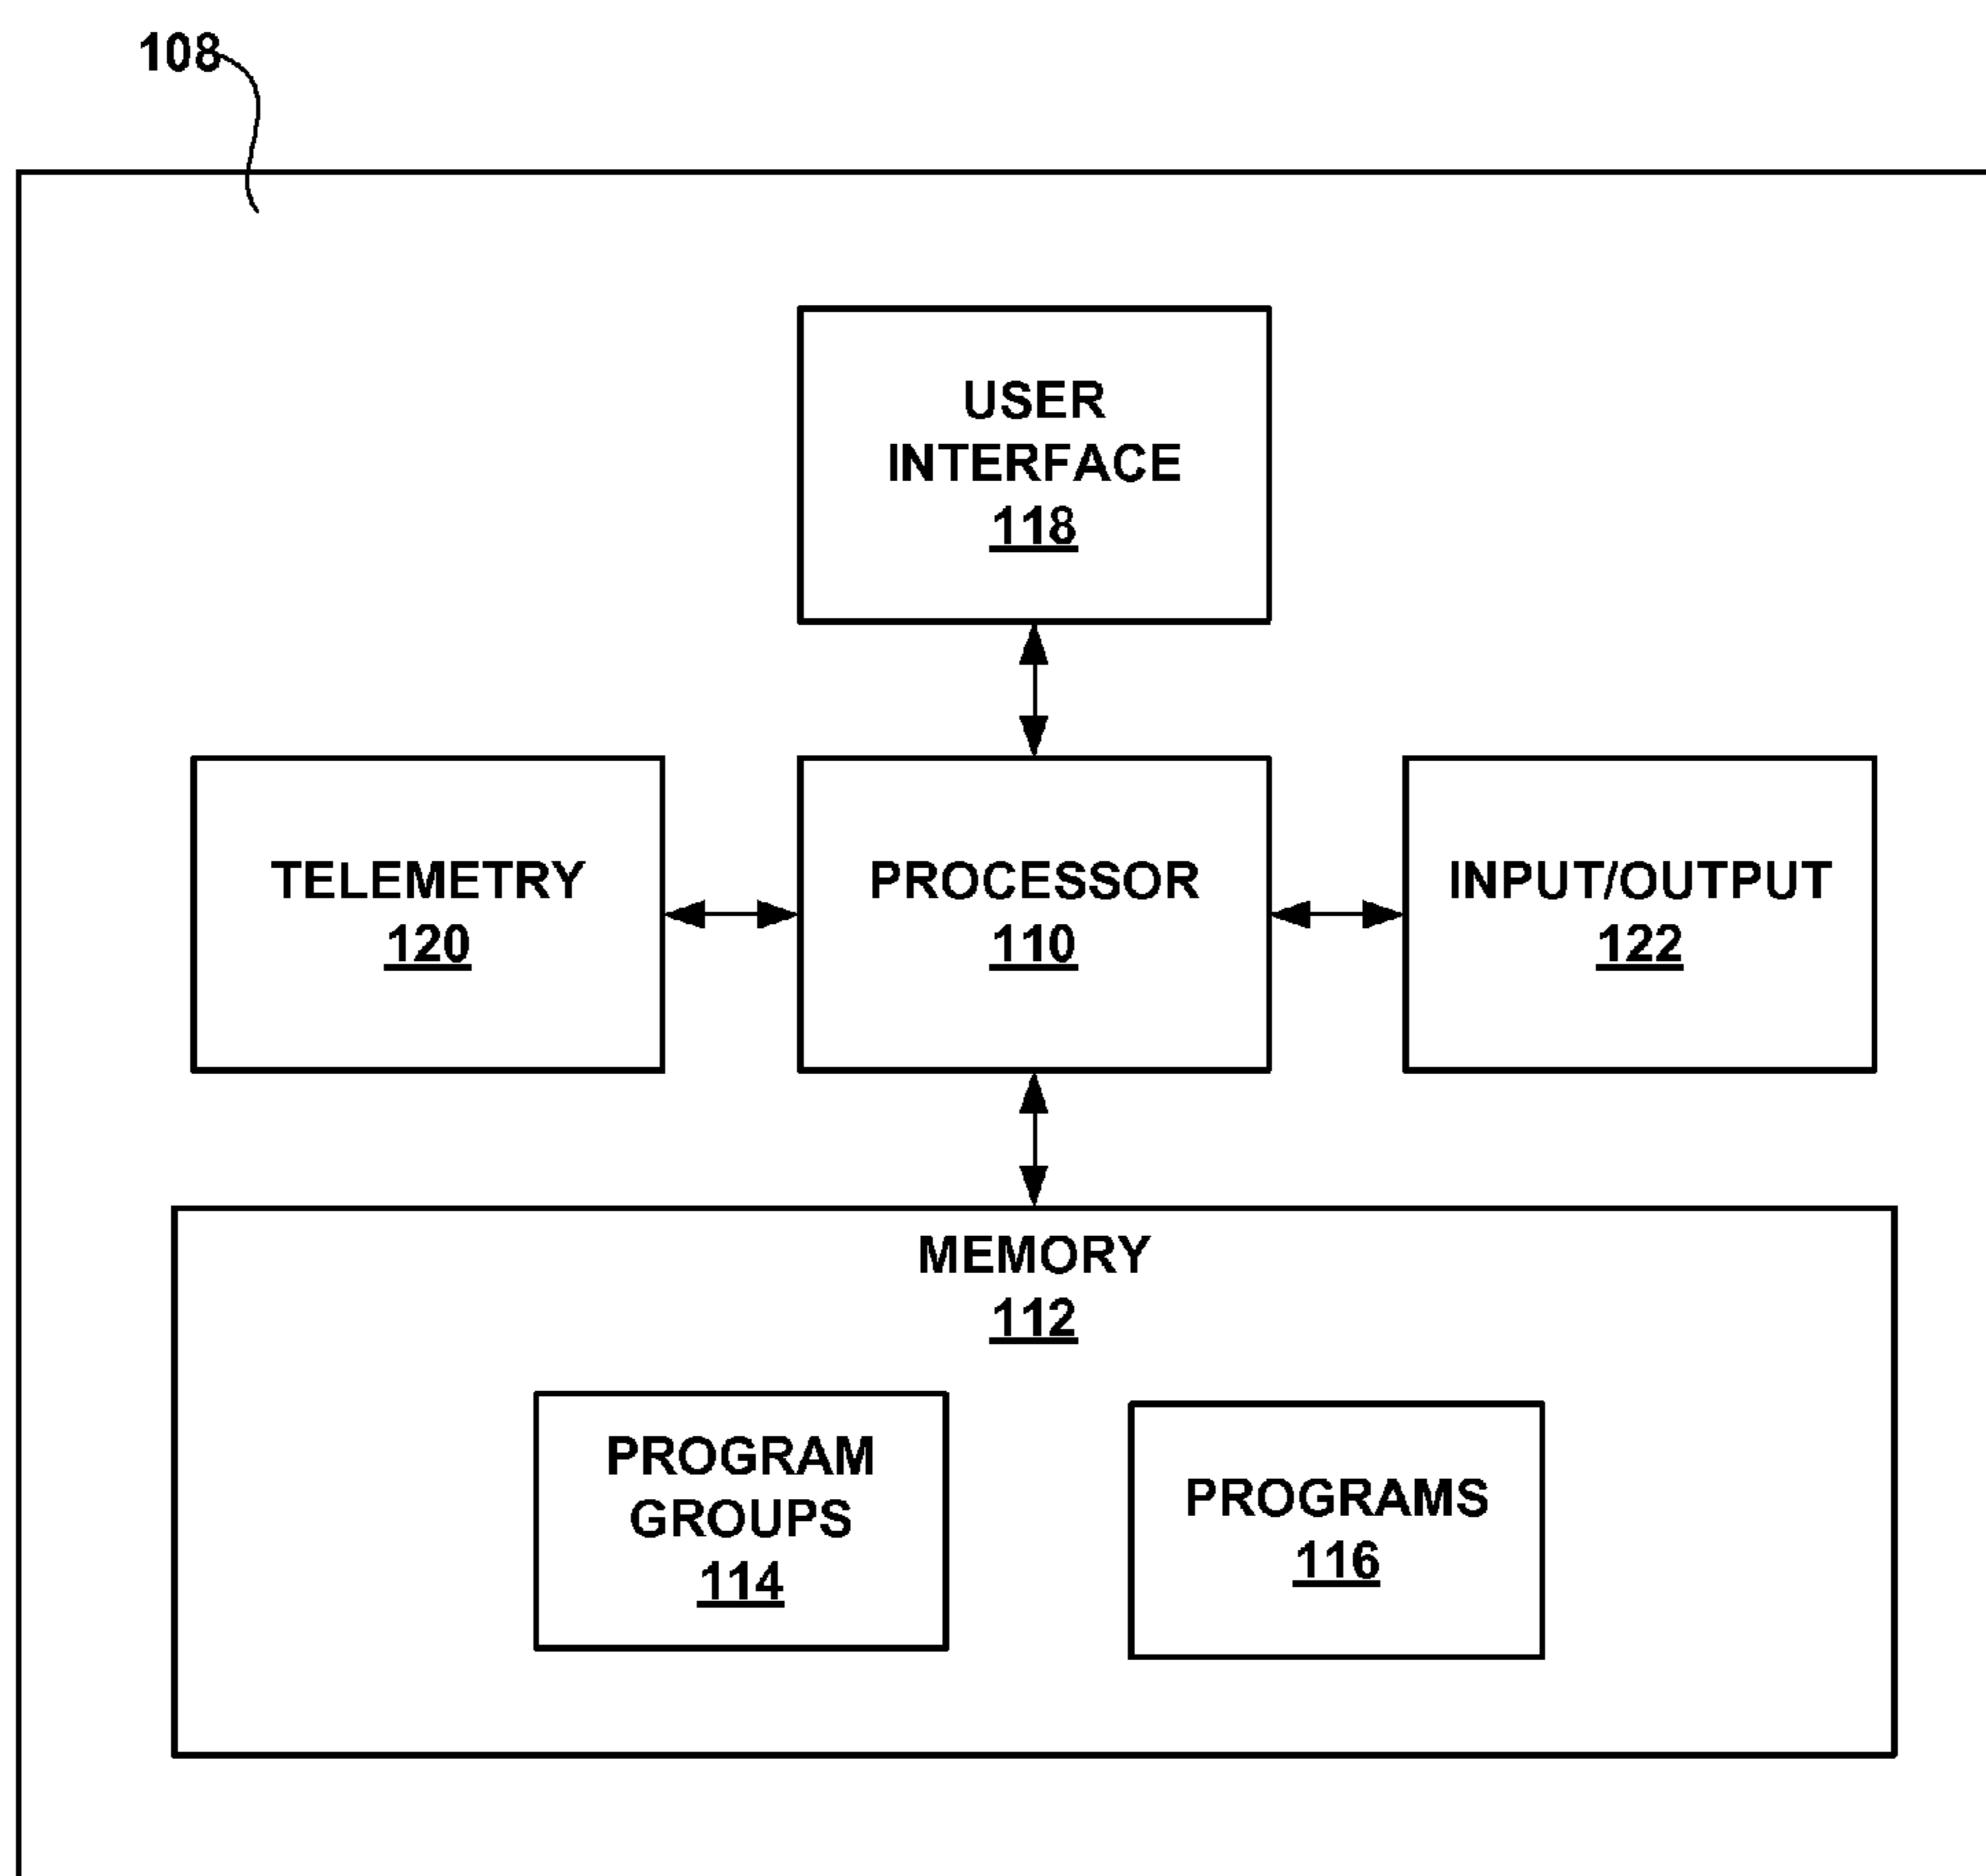 108
USER
INTERFACE
118
TELEMETRY
120
PROCESSOR
110
INPUT/OUTPUT
122
MEMORY
112
PROGRAM
GROUPS
114
PROGRAMS
116